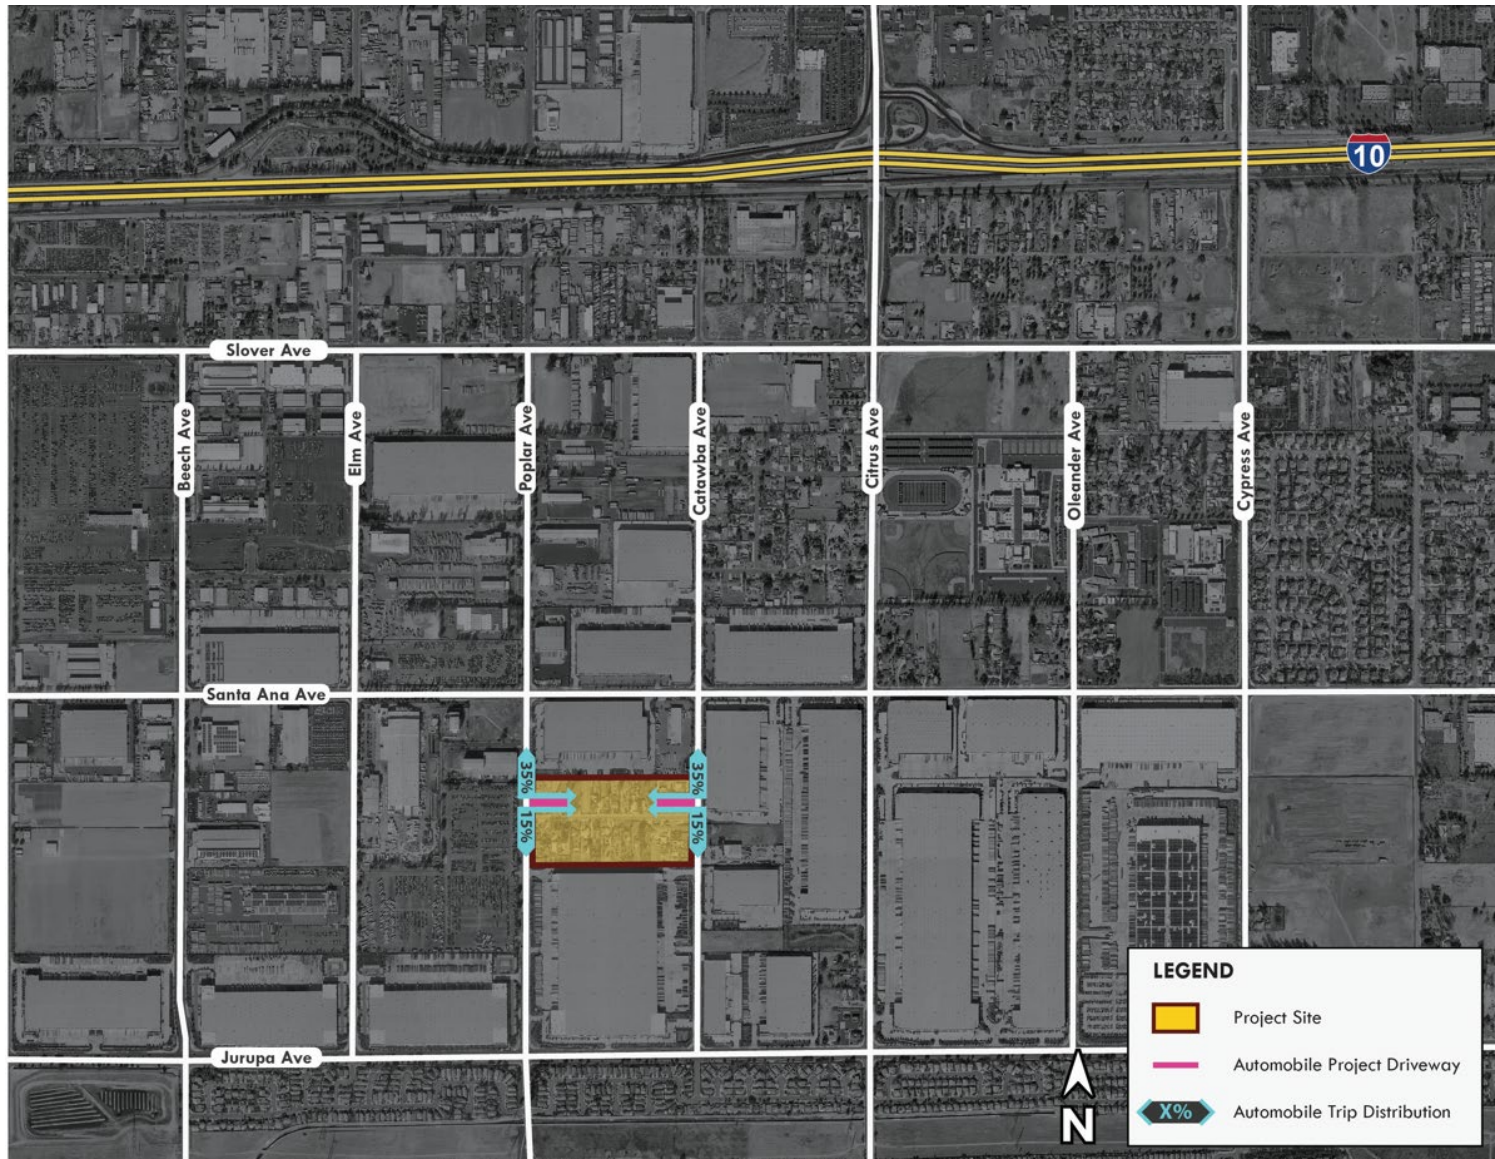 10
Slover Ave
Beech Ave
Elm Ave
Poplar Ave
Catawba Ave
Citrus Ave
Oleander Ave
Cypress Ave
Santa Ana Ave
35%
35%
15%
15%
LEGEND
Project Site
Automobile Project Driveway
X% Automobile Trip Distribution
Jurupa Ave
N